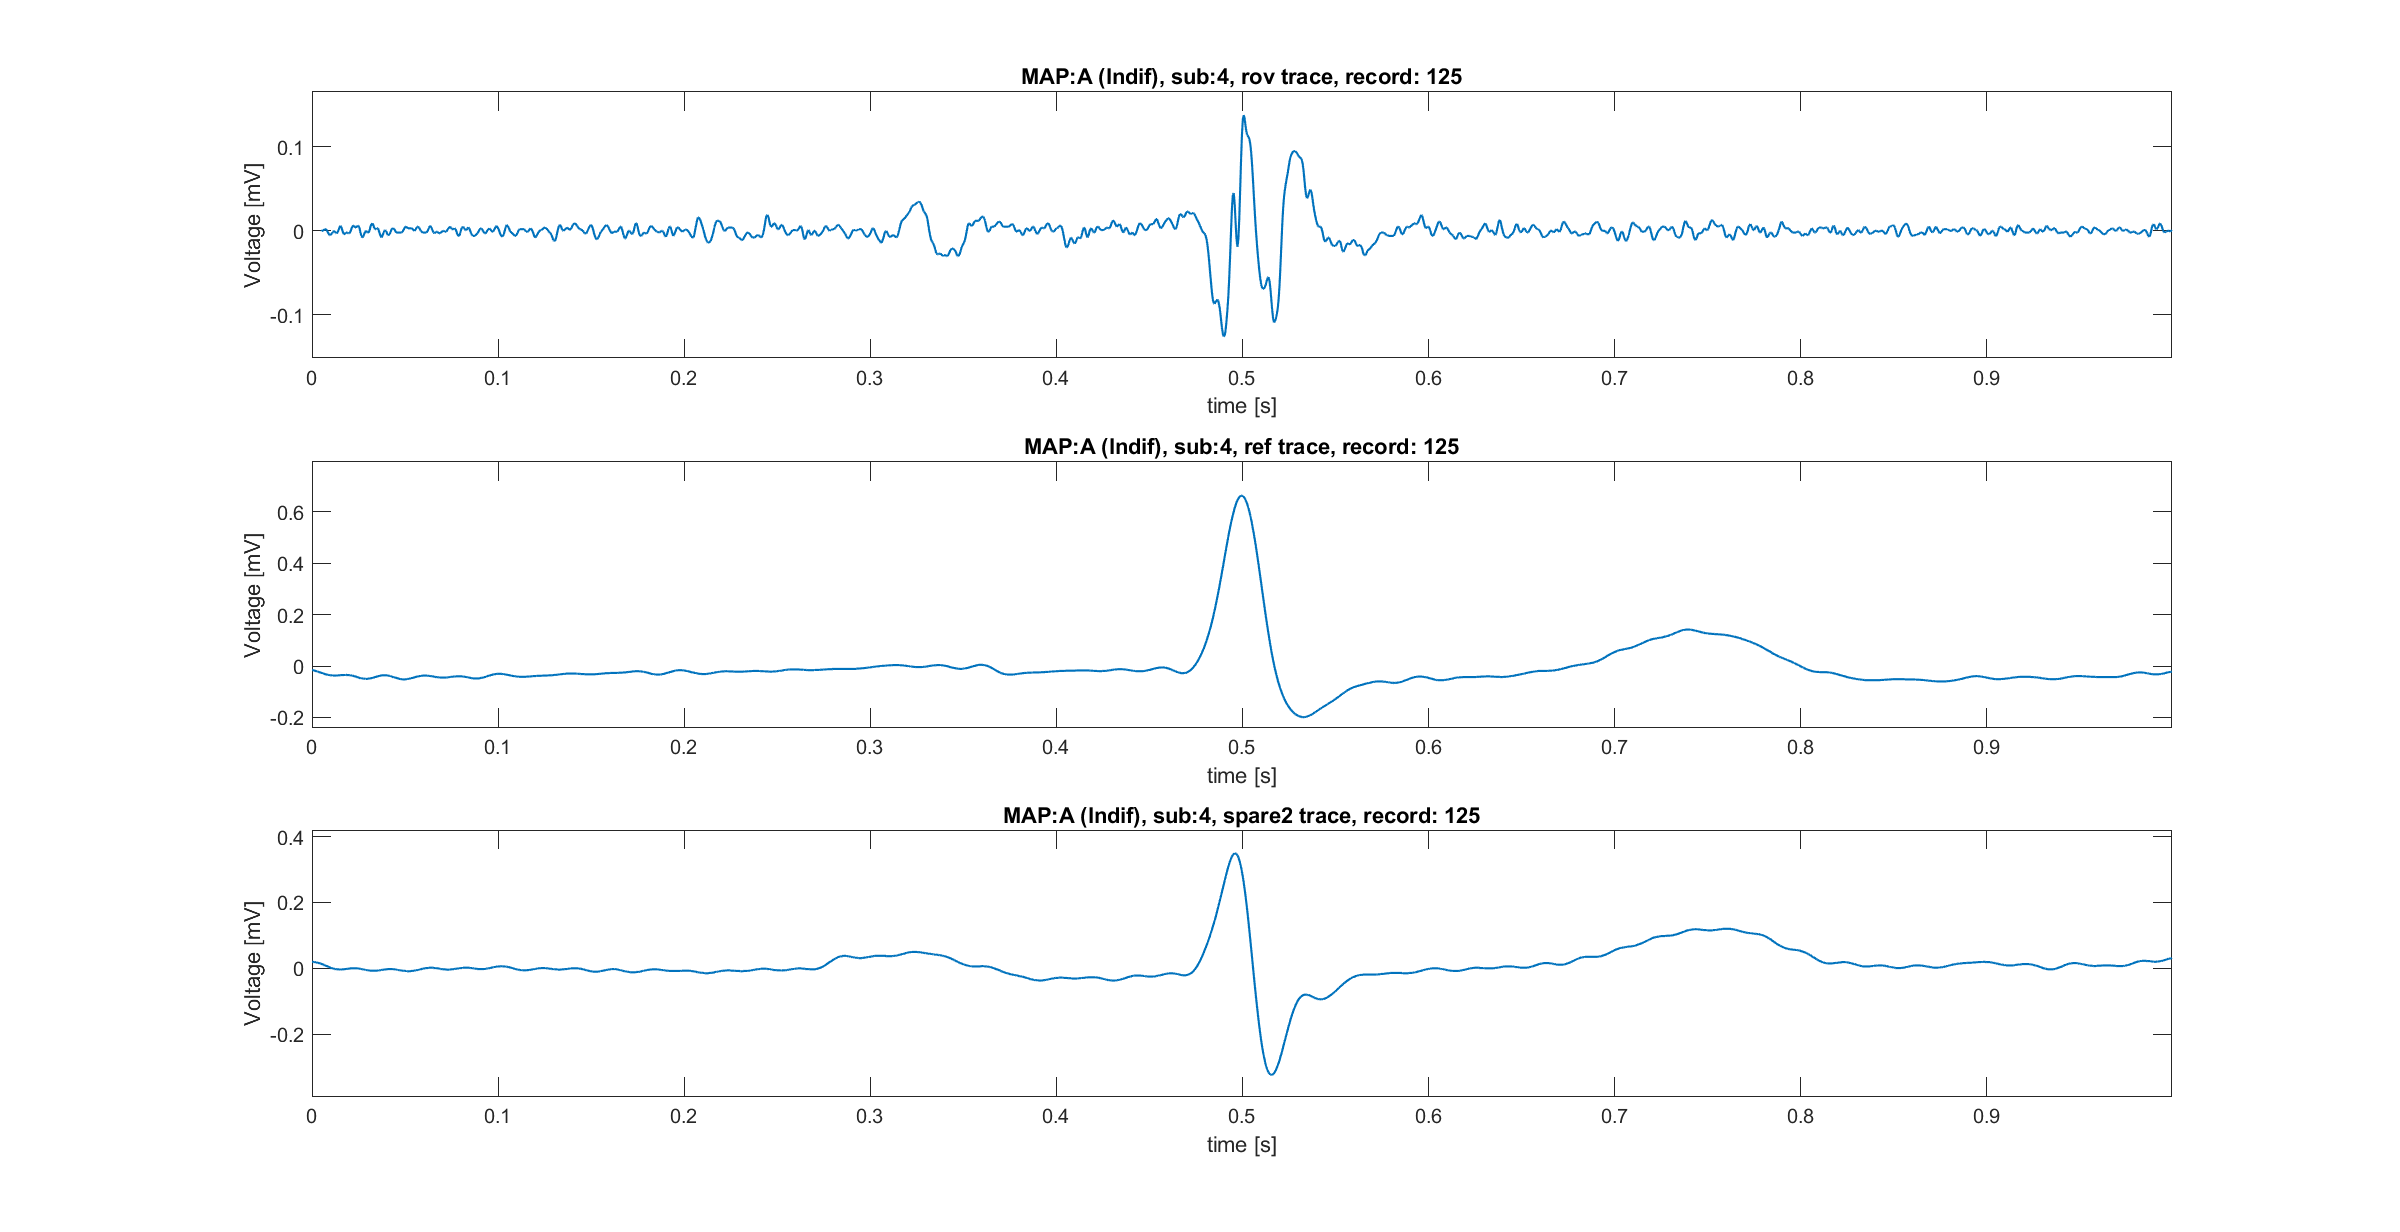 MAP:A (Indif), sub:4, rov trace, record: 125
Voltage [mV]
0.1
0
-0.1
0 0.1 0.2 0.3 0.4 0.5 0.6 0.7 0.8 0.9
time [s]
MAP:A (Indif), sub:4, ref trace, record: 125
Voltage [mV]
0.6
0.4
0.2
0
-0.2
0 0.1 0.2 0.3 0.4 0.5 0.6 0.7 0.8 0.9
time [s]
MAP:A (Indif), sub:4, spare2 trace, record: 125
Voltage [mV]
0.4
0.2
0
-0.2
0 0.1 0.2 0.3 0.4 0.5 0.6 0.7 0.8 0.9
time [s]